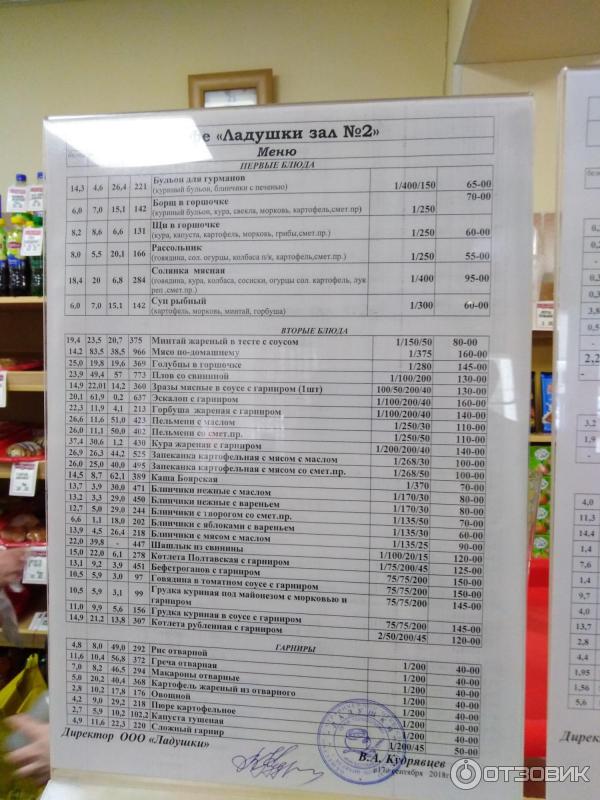 «Ладушки зал №2»
Меню
ПЕРВЫЕ БЛЮДА
14,3 4,6 26,4 221 Бульон для гурманов 1/400/150 65-00
(куриный бульон, блинчики с печенью)
6,0 7,0 15,1 142 Борщ в горшочке 1/250 70-00
(куриный бульон, кура, свекла, морковь, картофель,смет.пр)
8,2 8,6 6,6 131 Щи в горшочке 1/250 60-00
(кура, капуста, картофель, морковь, грибы,смет.пр.)
8,0 5,5 20,1 166 Рассольник 1/250 55-00
(говядина, сол. огурцы, колбаса п/к, картофель,смет.пр.)
18,4 20 6,8 284 Солянка мясная 1/400 95-00
(говядина, кура, колбаса, сосиски, огурцы сол. картофель, лук
реп ,смет.пр.)
6,0 7,0 15,1 142 Суп рыбный 1/300 60-00
(картофель, морковь, минтай, горбуша)
ВТОРЫЕ БЛЮДА
19,4 23,5 20,7 375 Минтай жареный в тесте с соусом 1/150/50 80-00
14,2 83,5 38,5 966 Мясо по-домашнему 1/375 160-00
25,0 19,8 19,6 369 Голубцы в горшочке 1/280 145-00
23,9 49,4 57 773 Плов со свининой 1/100/200 130-00
14,9 22,01 14,2 360 Зразы мясные в соусе с гарниром (1шт) 100/50/200/40 130-00
20,1 61,9 0,2 637 Эскалоп с гарниром 1/100/200/40 160-00
22,3 11,9 4,1 213 Горбуша жареная с гарниром 1/100/200/40 140-00
26,6 11,6 51,0 423 Пельмени с маслом 1/250/30 110-00
26,0 11,1 50,0 402 Пельмени со смет.пр. 1/250/50 110-00
37,4 30,6 1,2 430 Кура жареная с гарниром 1/200/200/40 140-00
26,9 26,3 44,2 525 Запеканка картофельная с мясом с маслом 1/268/30 100-00
26,0 25,0 40,0 495 Запеканка картофельная с мясом со смет.пр. 1/268/50 100-00
14,5 8,7 62,1 389 Каша Боярская 1/370 70-00
13,7 3,9 30,0 471 Блинчики нежные с маслом 1/170/30 80-00
13,2 3,3 29,0 450 Блинчики нежные с вареньем 1/170/30 80-00
12,7 5,0 29,0 244 Блинчики с творогом со смет.пр. 1/135/50 70-00
6,6 1,1 18,0 202 Блинчики с яблоками с вареньем 1/135/30 60-00
13,9 4,5 26,4 218 Блинчики с мясом с маслом 1/135/25 90-00
22,0 39,8 - 447 Шашлык из свинины 1/100/20/15 120-00
15,0 22,0 6,1 278 Котлета Полтавская с гарниром 1/75/200/45 125-00
13,1 9,2 3,9 451 Бефстроганов с гарниром 75/75/200 150-00
10,5 5,9 3,0 97 Говядина в томатном соусе с гарниром 75/75/200 150-00
10,5 5,9 3,1 99 Грудка куриная под майонезом с морковью и
гарниром 75/75/200 145-00
11,0 9,9 5,6 156 Грудка куриная в соусе с гарниром 75/75/200 145-00
14,9 21,2 13,8 307 Котлета рубленная с гарниром 2/50/200/45 120-00
ГАРНИРЫ
4,8 8,0 49,0 292 Рис отварной 1/200 40-00
11,6 10,4 56,8 372 Греча отварная 1/200 40-00
7,0 8,2 46,5 294 Макароны отварные 1/200 40-00
5,0 20,2 40,4 368 Картофель жареный из отварного 1/200 40-00
2,8 10,2 17,8 176 Овощной 1/200 40-00
4,2 9,0 29,2 218 Пюре картофельное 1/200 40-00
2,7 5,9 10,2 102,2 Капуста тушеная 1/200 40-00
4,9 11,6 22,3 220 Сложный гарнир 1/200/45 50-00
Директор ООО «Ладушки» В.А. Кудрявцев
сентября 2018г
Дирек
ОТЗОВИК